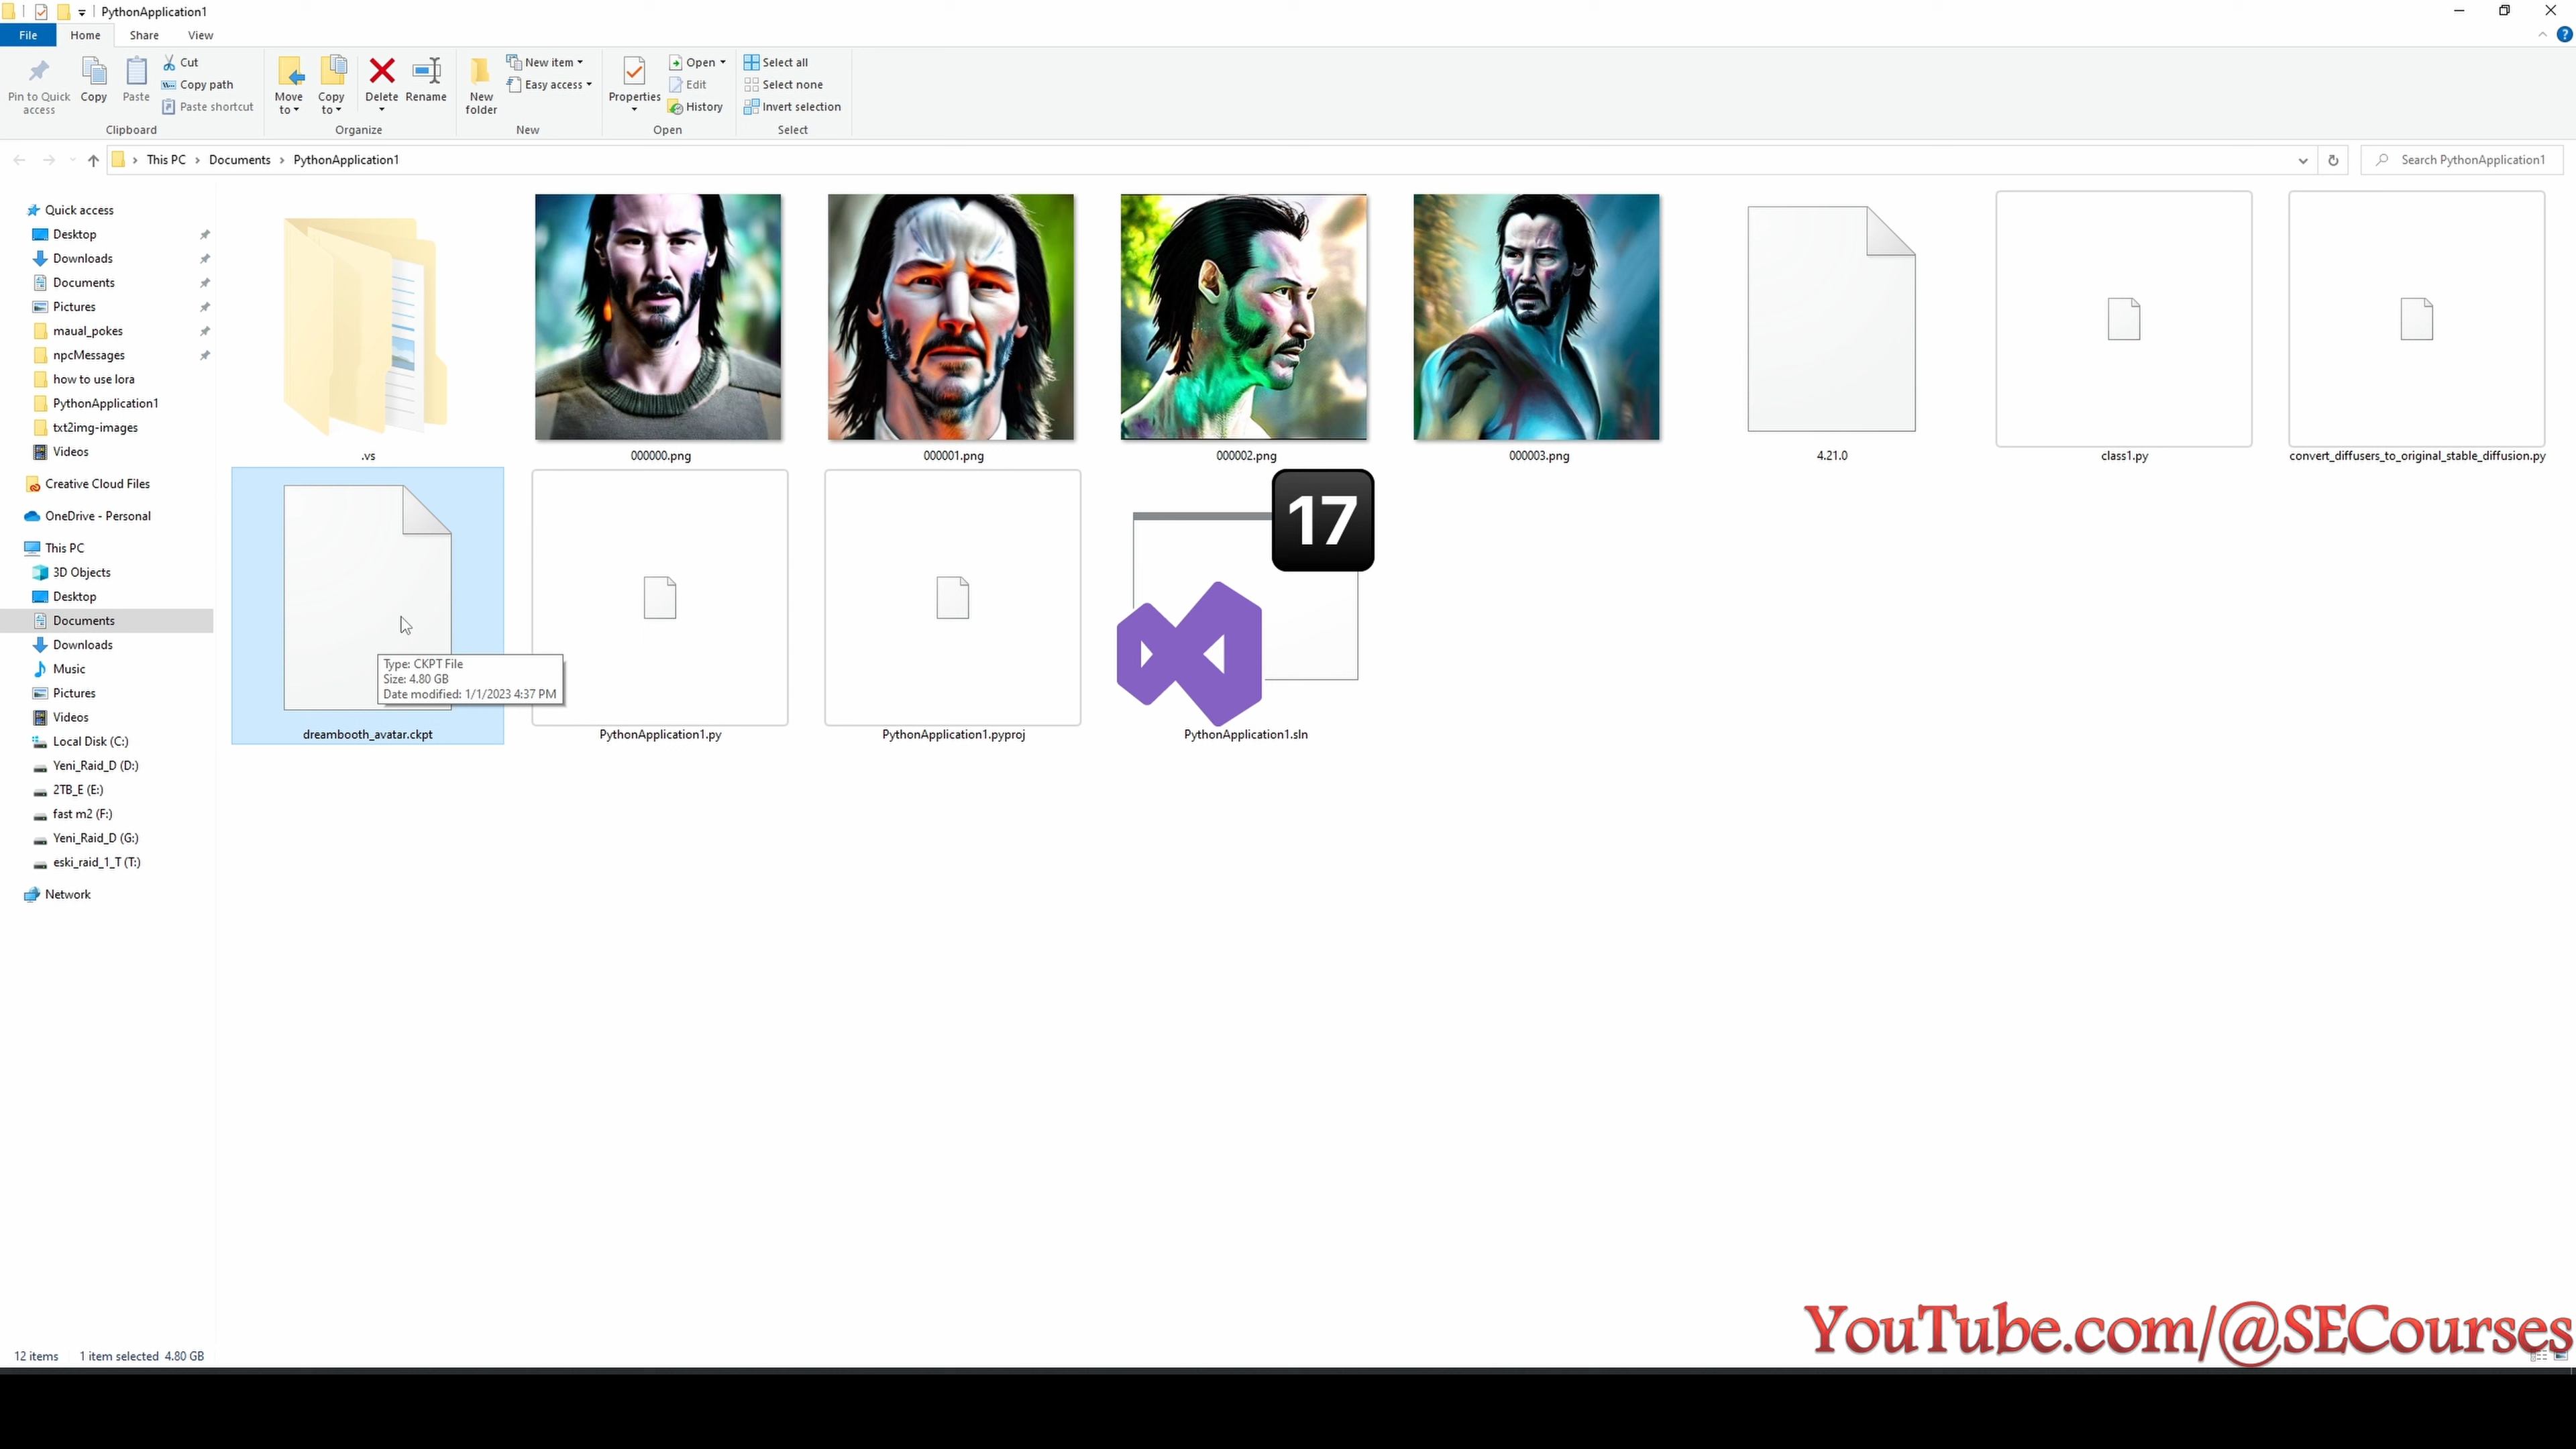 PythonApplication1
File Home Share View
Pin to Quick access
Copy
Paste
Cut
Copy path
Paste shortcut
Clipboard
Move to
Copy to
Delete
Rename
Organize
New folder
New item
Easy access
New
Properties
Open
Edit
History
Open
Select all
Select none
Invert selection
Select
This PC › Documents › PythonApplication1
Search PythonApplication1
Quick access
Desktop
Downloads
Documents
Pictures
maual_pokes
npcMessages
how to use lora
PythonApplication1
txt2img-images
Videos
Creative Cloud Files
OneDrive - Personal
This PC
3D Objects
Desktop
Documents
Downloads
Music
Pictures
Videos
Local Disk (C:)
Yeni_Raid_D (D:)
2TB_E (E:)
fast m2 (F:)
Yeni_Raid_D (G:)
eski_raid_1_T (T:)
Network
.vs
000000.png
000001.png
000002.png
000003.png
4.21.0
class1.py
convert_diffusers_to_original_stable_diffusion.py
17
Type: CKPT File
Size: 4.80 GB
Date modified: 1/1/2023 4:37 PM
dreambooth_avatar.ckpt
PythonApplication1.py
PythonApplication1.pyproj
PythonApplication1.sln
YouTube.com/@SECourses
12 items 1 item selected 4.80 GB